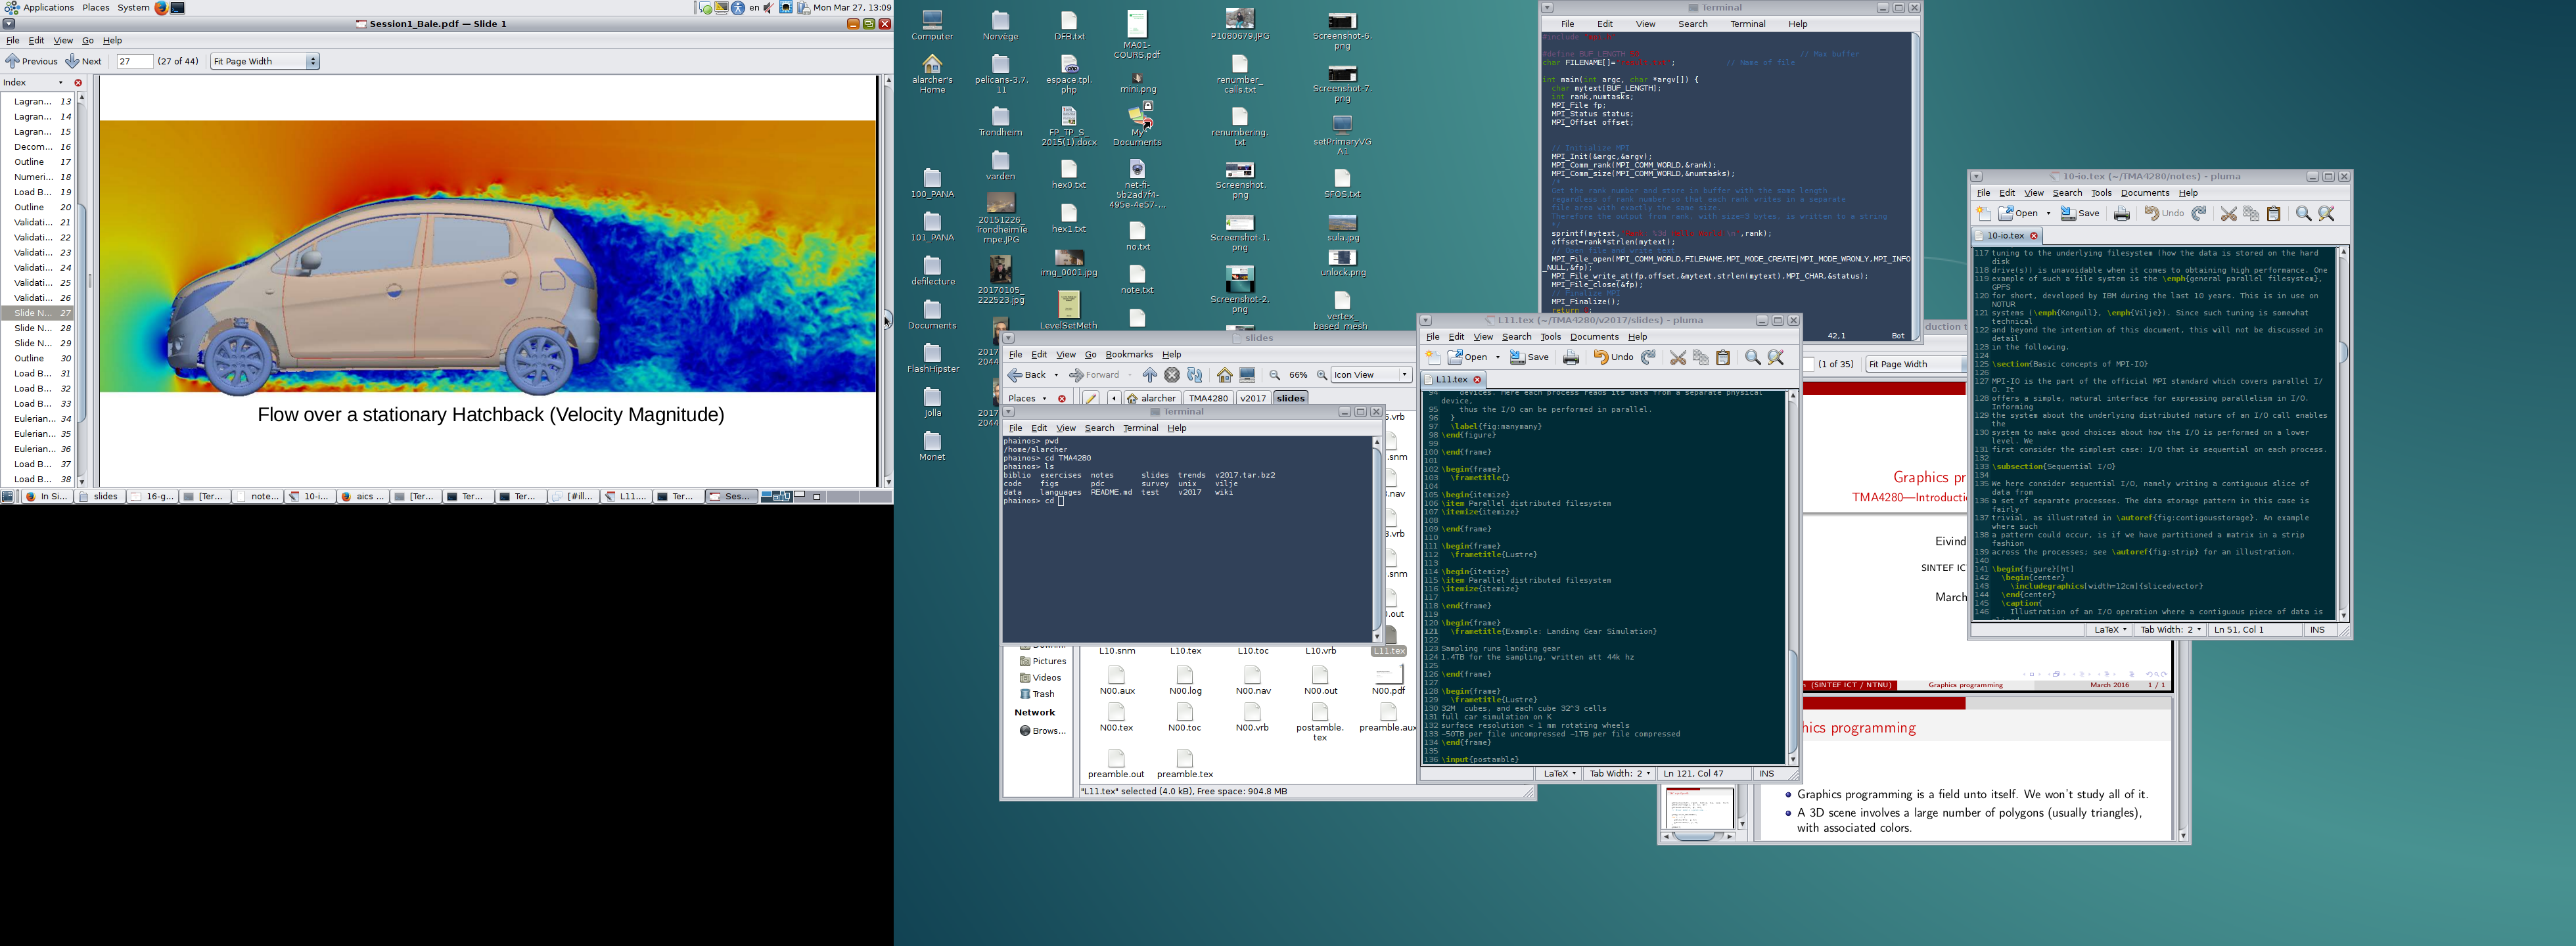 Applications Places System en Mon Mar 27, 13:09
Session1_Bale.pdf — Slide 1
File Edit View Go Help
Previous Next 27 (27 of 44) Fit Page Width
Index
Lagran... 13
Lagran... 14
Lagran... 15
Decom... 16
Outline 17
Numeri... 18
Load B... 19
Outline 20
Validati... 21
Validati... 22
Validati... 23
Validati... 24
Validati... 25
Validati... 26
Slide N... 27
Slide N... 28
Slide N... 29
Outline 30
Load B... 31
Load B... 32
Load B... 33
Eulerian... 34
Eulerian... 35
Eulerian... 36
Load B... 37
Load B... 38
Flow over a stationary Hatchback (Velocity Magnitude)
In Si... slides 16-g... [Ter... note... 10-i... aics ... [Ter... Ter... Ter... [#ill... L11.... Ter... Ses...
Computer
alarcher's
Home
100_PANA
101_PANA
defilecture
Documents
FlashHipster
Jolla
Monet
Norvège
pelicans-3.7.
11
Trondheim
varden
20151226_
TrondheimTe
mpe.JPG
20170105_
222523.jpg
2017
2044
2017
2044
DFB.txt
espace.tpl.
php
FP_TP_S_
2015(1).docx
hex0.txt
hex1.txt
img_0001.jpg
LevelSetMeth
MA01-
COURS.pdf
mini.png
My
Documents
net-fi-
5b2ad7f4-
495e-4e57-...
no.txt
note.txt
P1080679.JPG
renumber_
calls.txt
renumbering.
txt
Screenshot.
png
Screenshot-1.
png
Screenshot-2.
png
Screenshot-6.
png
Screenshot-7.
png
setPrimaryVG
A1
SFOS.txt
sula.jpg
unlock.png
vertex_
based_mesh
Terminal
File Edit View Search Terminal Help
#define BUF_LENGTH // Max buffer
char FILENAME[]= ; // Name of file
int main(int argc, char *argv[]) {
char mytext[BUF_LENGTH];
int rank,numtasks;
MPI_File fp;
MPI_Status status;
MPI_Offset offset;
// Initialize MPI
MPI_Init(&argc,&argv);
MPI_Comm_rank(MPI_COMM_WORLD,&rank);
MPI_Comm_size(MPI_COMM_WORLD,&numtasks);
Get the rank number and store in buffer with the same length
regardless of rank number so that each rank writes in a separate
file area with exactly the same size.
Therefore the output from rank, with size=3 bytes, is written to a string
sprintf(mytext, ,rank);
offset=rank*strlen(mytext);
// Open file and write text
MPI_File_open(MPI_COMM_WORLD,FILENAME,MPI_MODE_CREATE|MPI_MODE_WRONLY,MPI_INFO
_NULL,&fp);
MPI_File_write_at(fp,offset,&mytext,strlen(mytext),MPI_CHAR,&status);
MPI_File_close(&fp);
// Finalize MPI
MPI_Finalize();
return
42,1 Bot
slides
File Edit View Go Bookmarks Help
Back Forward 66% Icon View
Places alarcher TMA4280 v2017 slides
Terminal
File Edit View Search Terminal Help
phainos> pwd
/home/alarcher
phainos> cd TMA4280
phainos> ls
biblio exercises notes slides trends v2017.tar.bz2
code figs pdc survey unix vilje
data languages README.md test v2017 wiki
phainos> cd
Pictures
Videos
Trash
Network
Brows...
L10.snm L10.tex L10.toc L10.vrb L11.tex
N00.aux N00.log N00.nav N00.out N00.pdf
N00.tex N00.toc N00.vrb postamble.
tex preamble.aux
preamble.out preamble.tex
"L11.tex" selected (4.0 kB), Free space: 904.8 MB
L11.tex (~/TMA4280/v2017/slides) - pluma
File Edit View Search Tools Documents Help
Open Save Undo
L11.tex
94 devices. Here each process reads its data from a separate physical
device,
95 thus the I/O can be performed in parallel.
96 }
97 \label{fig:manymany}
98 \end{figure}
99
100 \end{frame}
101
102 \begin{frame}
103 \frametitle{}
104
105 \begin{itemize}
106 \item Parallel distributed filesystem
107 \itemize{itemize}
108
109 \end{frame}
110
111 \begin{frame}
112 \frametitle{Lustre}
113
114 \begin{itemize}
115 \item Parallel distributed filesystem
116 \itemize{itemize}
117
118 \end{frame}
119
120 \begin{frame}
121 \frametitle{Example: Landing Gear Simulation}
122
123 Sampling runs landing gear
124 1.4TB for the sampling, written att 44k hz
125
126 \end{frame}
127
128 \begin{frame}
129 \frametitle{Lustre}
130 32M cubes, and each cube 32^3 cells
131 full car simulation on K
132 surface resolution < 1 mm rotating wheels
133 ~50TB per file uncompressed ~1TB per file compressed
134 \end{frame}
135
136 \input{postamble}
LaTeX Tab Width: 2 Ln 121, Col 47 INS
duction t
(1 of 35) Fit Page Width
Graphics pr
TMA4280—Introducti
Eivind
SINTEF IC
March
(SINTEF ICT / NTNU) Graphics programming March 2016 1 / 1
hics programming
Graphics programming is a field unto itself. We won't study all of it.
A 3D scene involves a large number of polygons (usually triangles),
with associated colors.
10-io.tex (~/TMA4280/notes) - pluma
File Edit View Search Tools Documents Help
Open Save Undo
10-io.tex
117 tuning to the underlying filesystem (how the data is stored on the hard
disk
118 drive(s)) is unavoidable when it comes to obtaining high performance. One
119 example of such a file system is the \emph{general parallel filesystem},
GPFS
120 for short, developed by IBM during the last 10 years. This is in use on
NOTUR
121 systems (\emph{Kongull}, \emph{Vilje}). Since such tuning is somewhat
technical
122 and beyond the intention of this document, this will not be discussed in
detail
123 in the following.
124
125 \section{Basic concepts of MPI-IO}
126
127 MPI-IO is the part of the official MPI standard which covers parallel I/
O. It
128 offers a simple, natural interface for expressing parallelism in I/O.
Informing
129 the system about the underlying distributed nature of an I/O call enables
the
130 system to make good choices about how the I/O is performed on a lower
level. We
131 first consider the simplest case: I/O that is sequential on each process.
132
133 \subsection{Sequential I/O}
134
135 We here consider sequential I/O, namely writing a contiguous slice of
data from
136 a set of separate processes. The data storage pattern in this case is
fairly
137 trivial, as illustrated in \autoref{fig:contigousstorage}. An example
where such
138 a pattern could occur, is if we have partitioned a matrix in a strip
fashion
139 across the processes; see \autoref{fig:strip} for an illustration.
140
141 \begin{figure}[ht]
142 \begin{center}
143 \includegraphics[width=12cm]{slicedvector}
144 \end{center}
145 \caption{
146 Illustration of an I/O operation where a contiguous piece of data is
LaTeX Tab Width: 2 Ln 51, Col 1 INS